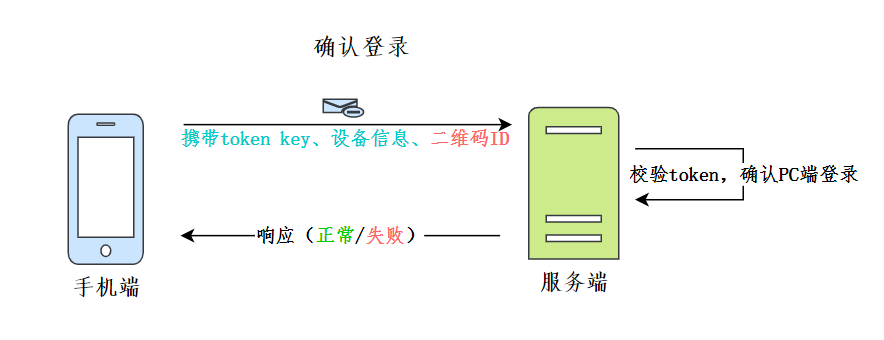 确认登录
携带token key、设备信息、二维码ID
校验token，确认PC端登录
响应（正常/失败）
手机端
服务端